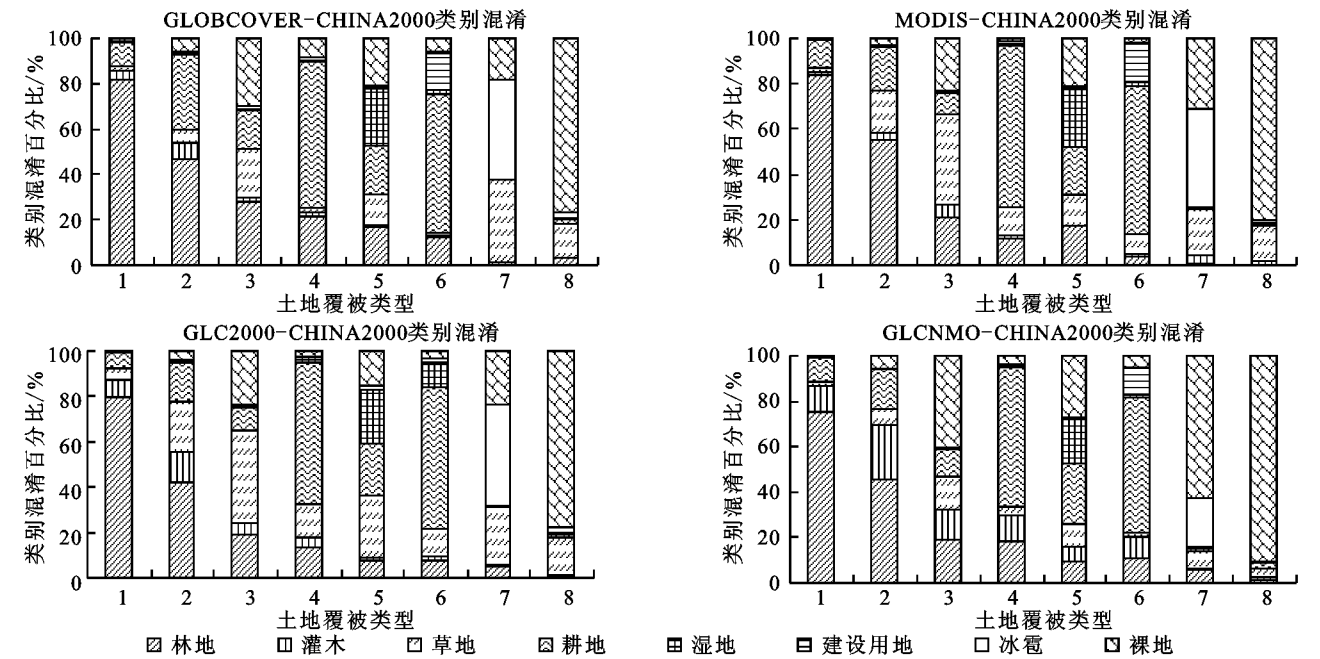 GLOBCOVER-CHINA2000类别混淆
类别混淆百分比/%
100
80
60
40
20
0
1 2 3 4 5 6 7 8
土地覆被类型
MODIS-CHINA2000类别混淆
类别混淆百分比/%
100
80
60
40
20
0
1 2 3 4 5 6 7 8
土地覆被类型
GLC2000-CHINA2000类别混淆
类别混淆百分比/%
100
80
60
40
20
0
1 2 3 4 5 6 7 8
土地覆被类型
GLCNMO-CHINA2000类别混淆
类别混淆百分比/%
100
80
60
40
20
0
1 2 3 4 5 6 7 8
土地覆被类型
林地 灌木 草地 耕地 湿地 建设用地 冰雹 裸地